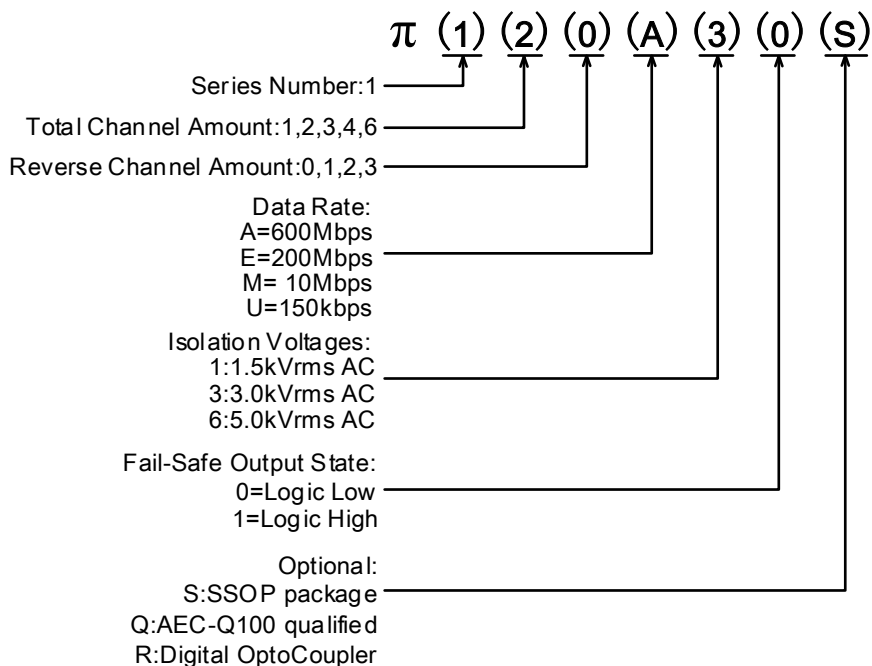 π (1) (2) (0) (A) (3) (0) (S)
Series Number:1
Total Channel Amount:1,2,3,4,6
Reverse Channel Amount:0,1,2,3
Data Rate:
A=600Mbps
E=200Mbps
M= 10Mbps
U=150kbps
Isolation Voltages:
1:1.5kVrms AC
3:3.0kVrms AC
6:5.0kVrms AC
Fail-Safe Output State:
0=Logic Low
1=Logic High
Optional:
S:SSOP package
Q:AEC-Q100 qualified
R:Digital OptoCoupler